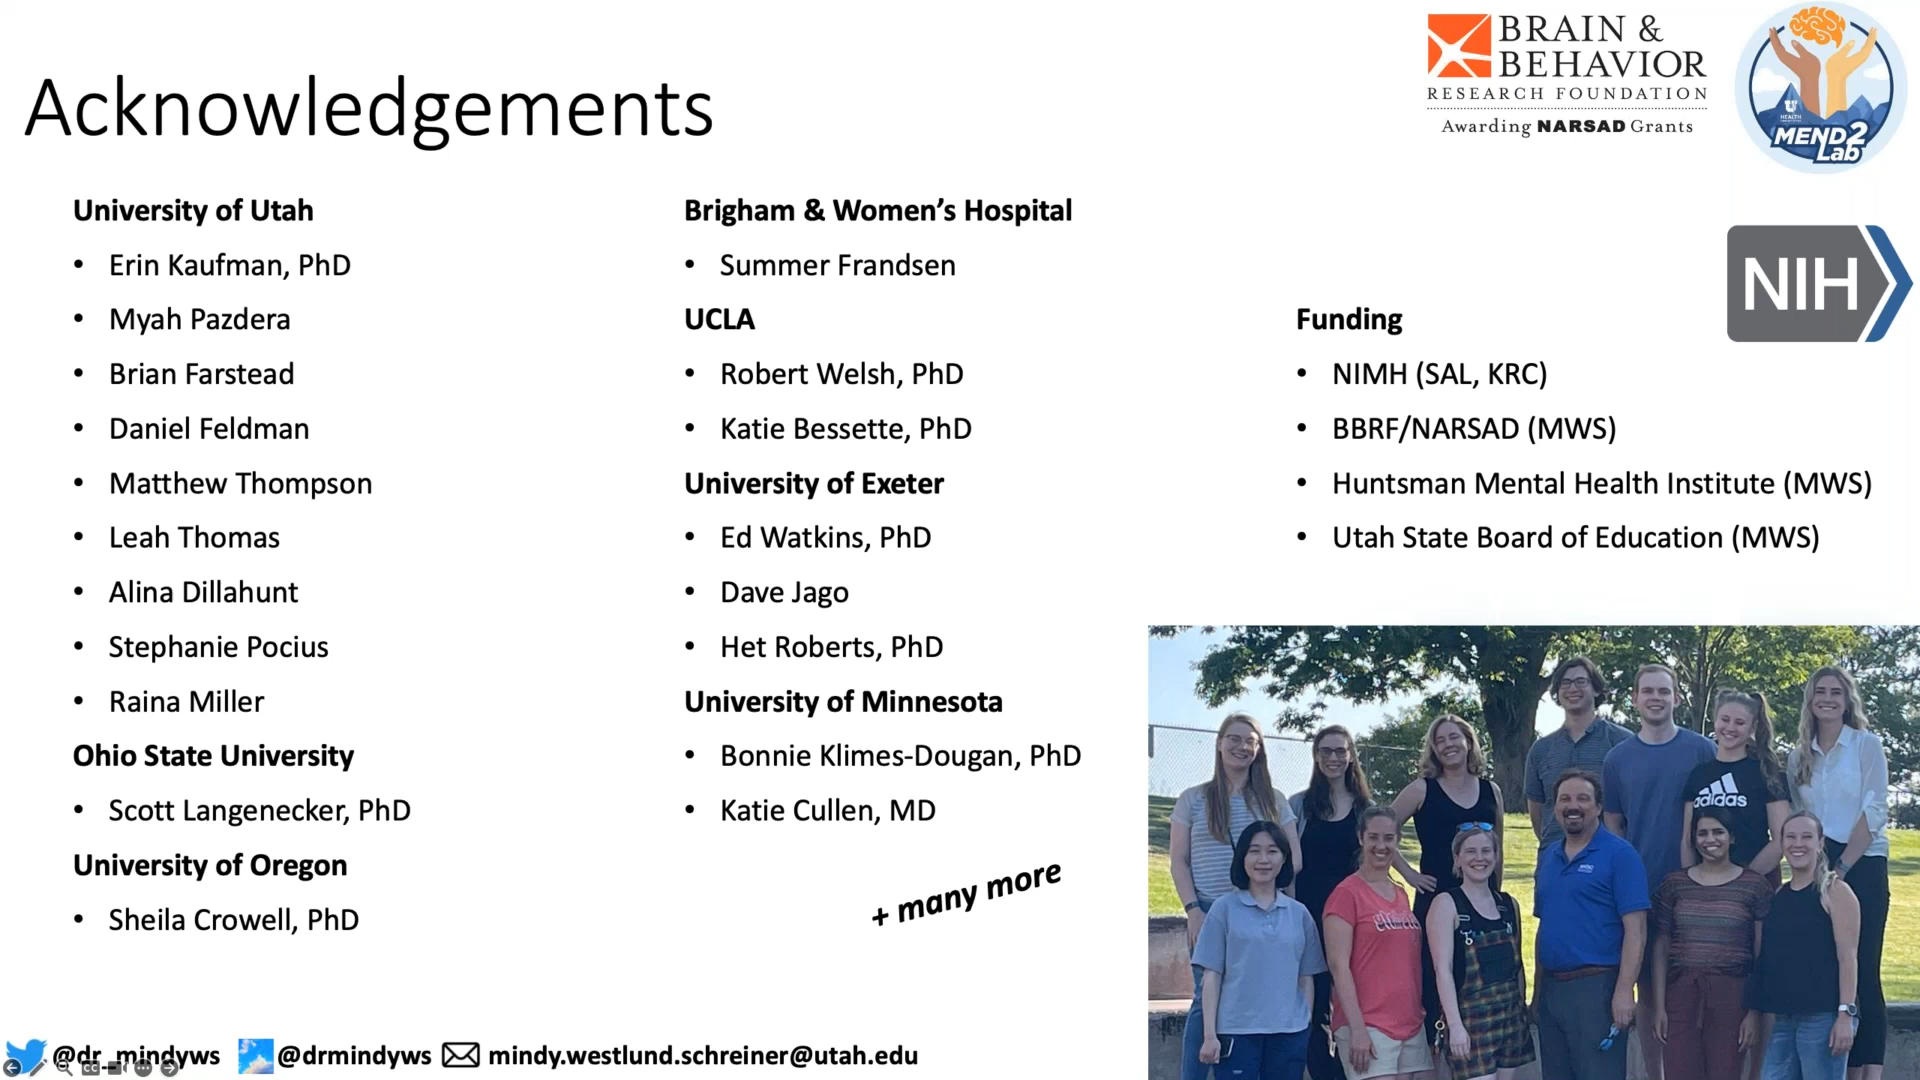 Acknowledgements
BRAIN &
BEHAVIOR
RESEARCH FOUNDATION
Awarding NARSAD Grants
U
HEALTH
MEND2
Lab
NIH
University of Utah
• Erin Kaufman, PhD
• Myah Pazdera
• Brian Farstead
• Daniel Feldman
• Matthew Thompson
• Leah Thomas
• Alina Dillahunt
• Stephanie Pocius
• Raina Miller
Ohio State University
• Scott Langenecker, PhD
University of Oregon
• Sheila Crowell, PhD
Brigham & Women’s Hospital
• Summer Frandsen
UCLA
• Robert Welsh, PhD
• Katie Bessette, PhD
University of Exeter
• Ed Watkins, PhD
• Dave Jago
• Het Roberts, PhD
University of Minnesota
• Bonnie Klimes-Dougan, PhD
• Katie Cullen, MD
+ many more
Funding
• NIMH (SAL, KRC)
• BBRF/NARSAD (MWS)
• Huntsman Mental Health Institute (MWS)
• Utah State Board of Education (MWS)
adidas
@dr_mindyws @drmindyws mindy.westlund.schreiner@utah.edu
CC